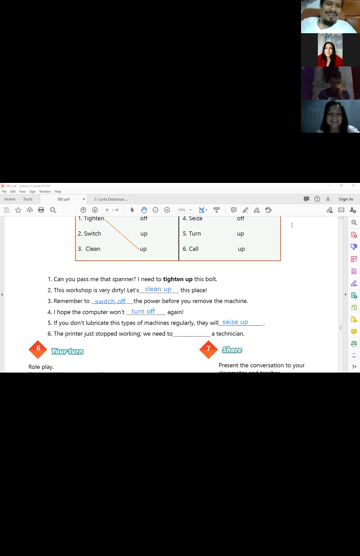 Home Tools SB5.pdf Sign In
1. Tighten off 4. Seize off
2. Switch up 5. Turn up
3. Clean up 6. Call up
1. Can you pass me that spanner? I need to tighten up this bolt.
2. This workshop is very dirty! Let's clean up this place!
3. Remember to switch off the power before you remove the machine.
4. I hope the computer won't turn off again!
5. If you don't lubricate this types of machines regularly, they will seize up.
6. The printer just stopped working; we need to a technician.
6 Your turn 7 Share
Role play. Present the conversation to your
classmates and teacher.